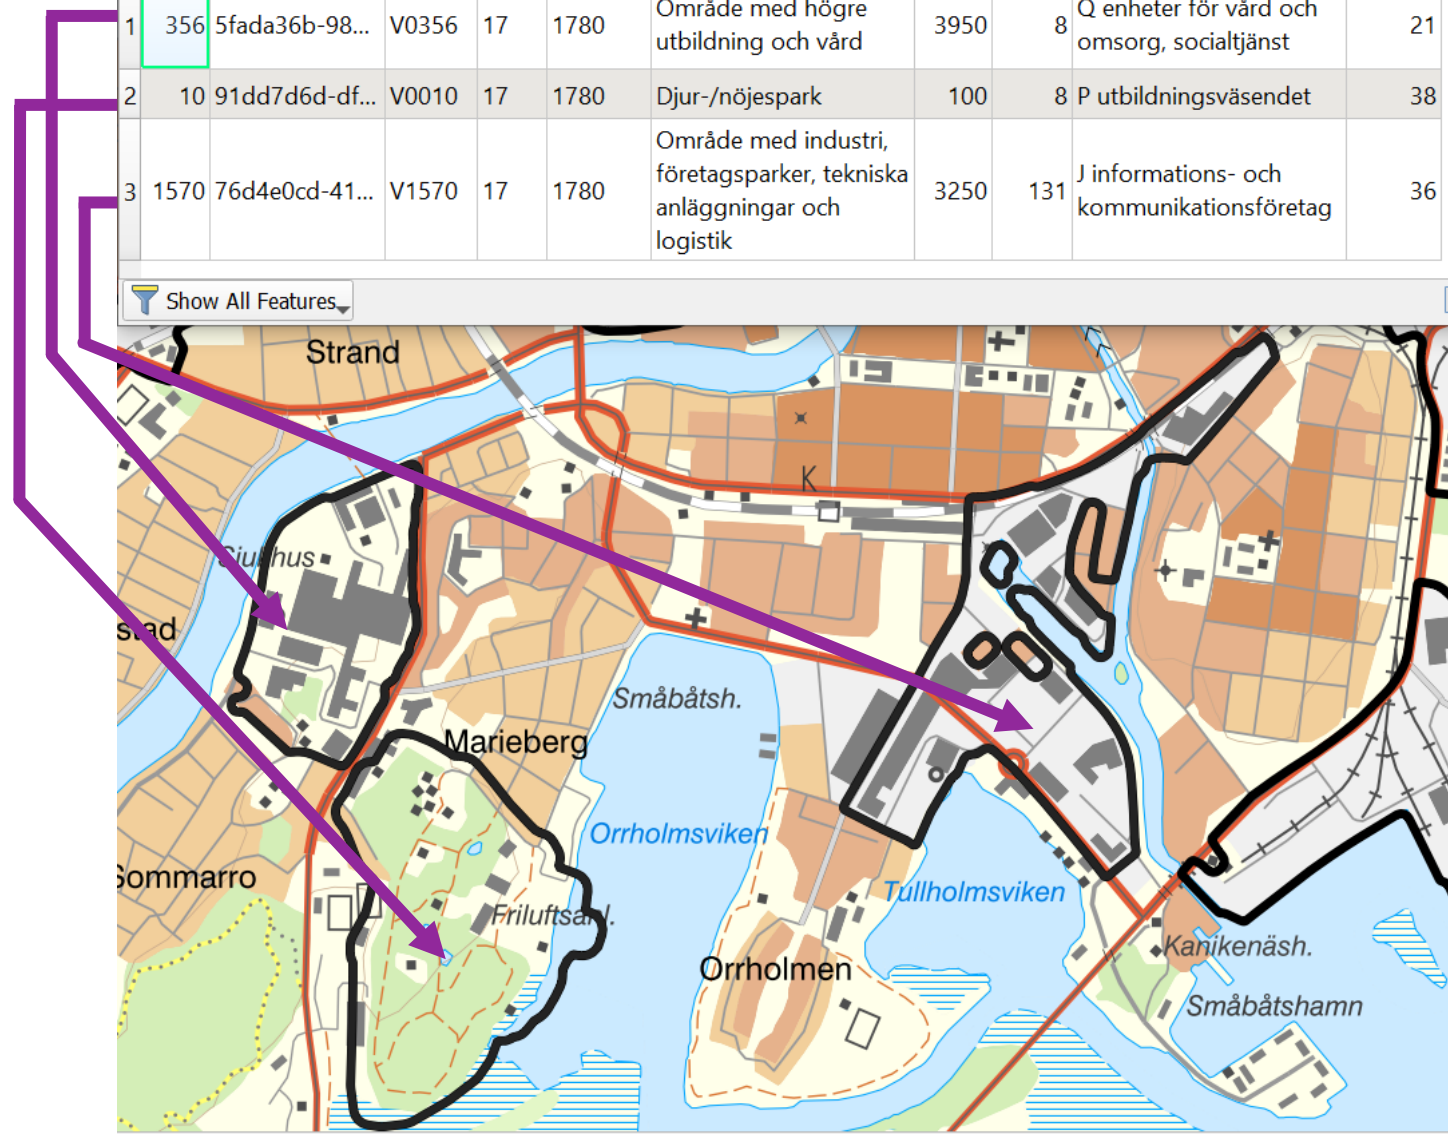 1 356 5fada36b-98... V0356 17 1780 Område med högre utbildning och vård 3950 8 Q enheter för vård och omsorg, socialtjänst 21
2 10 91dd7d6d-df... V0010 17 1780 Djur-/nöjespark 100 8 P utbildningsväsendet 38
3 1570 76d4e0cd-41... V1570 17 1780 Område med industri, företagsparker, tekniska anläggningar och logistik 3250 131 J informations- och kommunikationsföretag 36
Show All Features
Strand
K
Sjukhus
stad
Småbåtsh.
Marieberg
Orrholmsviken
Sommarro
Tullholmsviken
Friluftsanl.
Kanikenäsh.
Orrholmen
Småbåtshamn